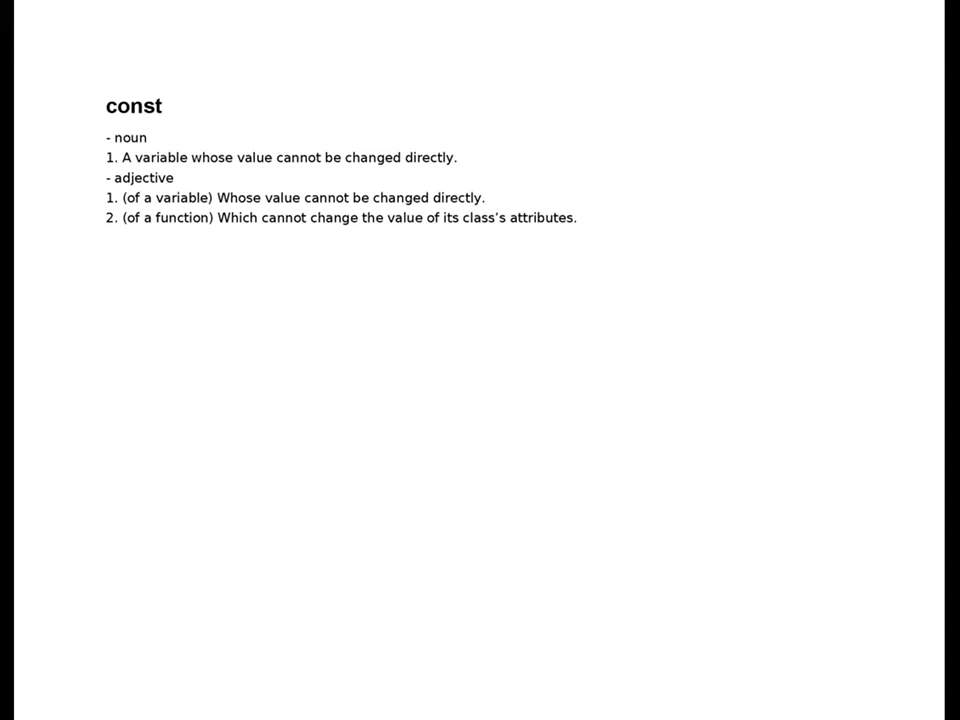 const
- noun
1. A variable whose value cannot be changed directly.
- adjective
1. (of a variable) Whose value cannot be changed directly.
2. (of a function) Which cannot change the value of its class’s attributes.